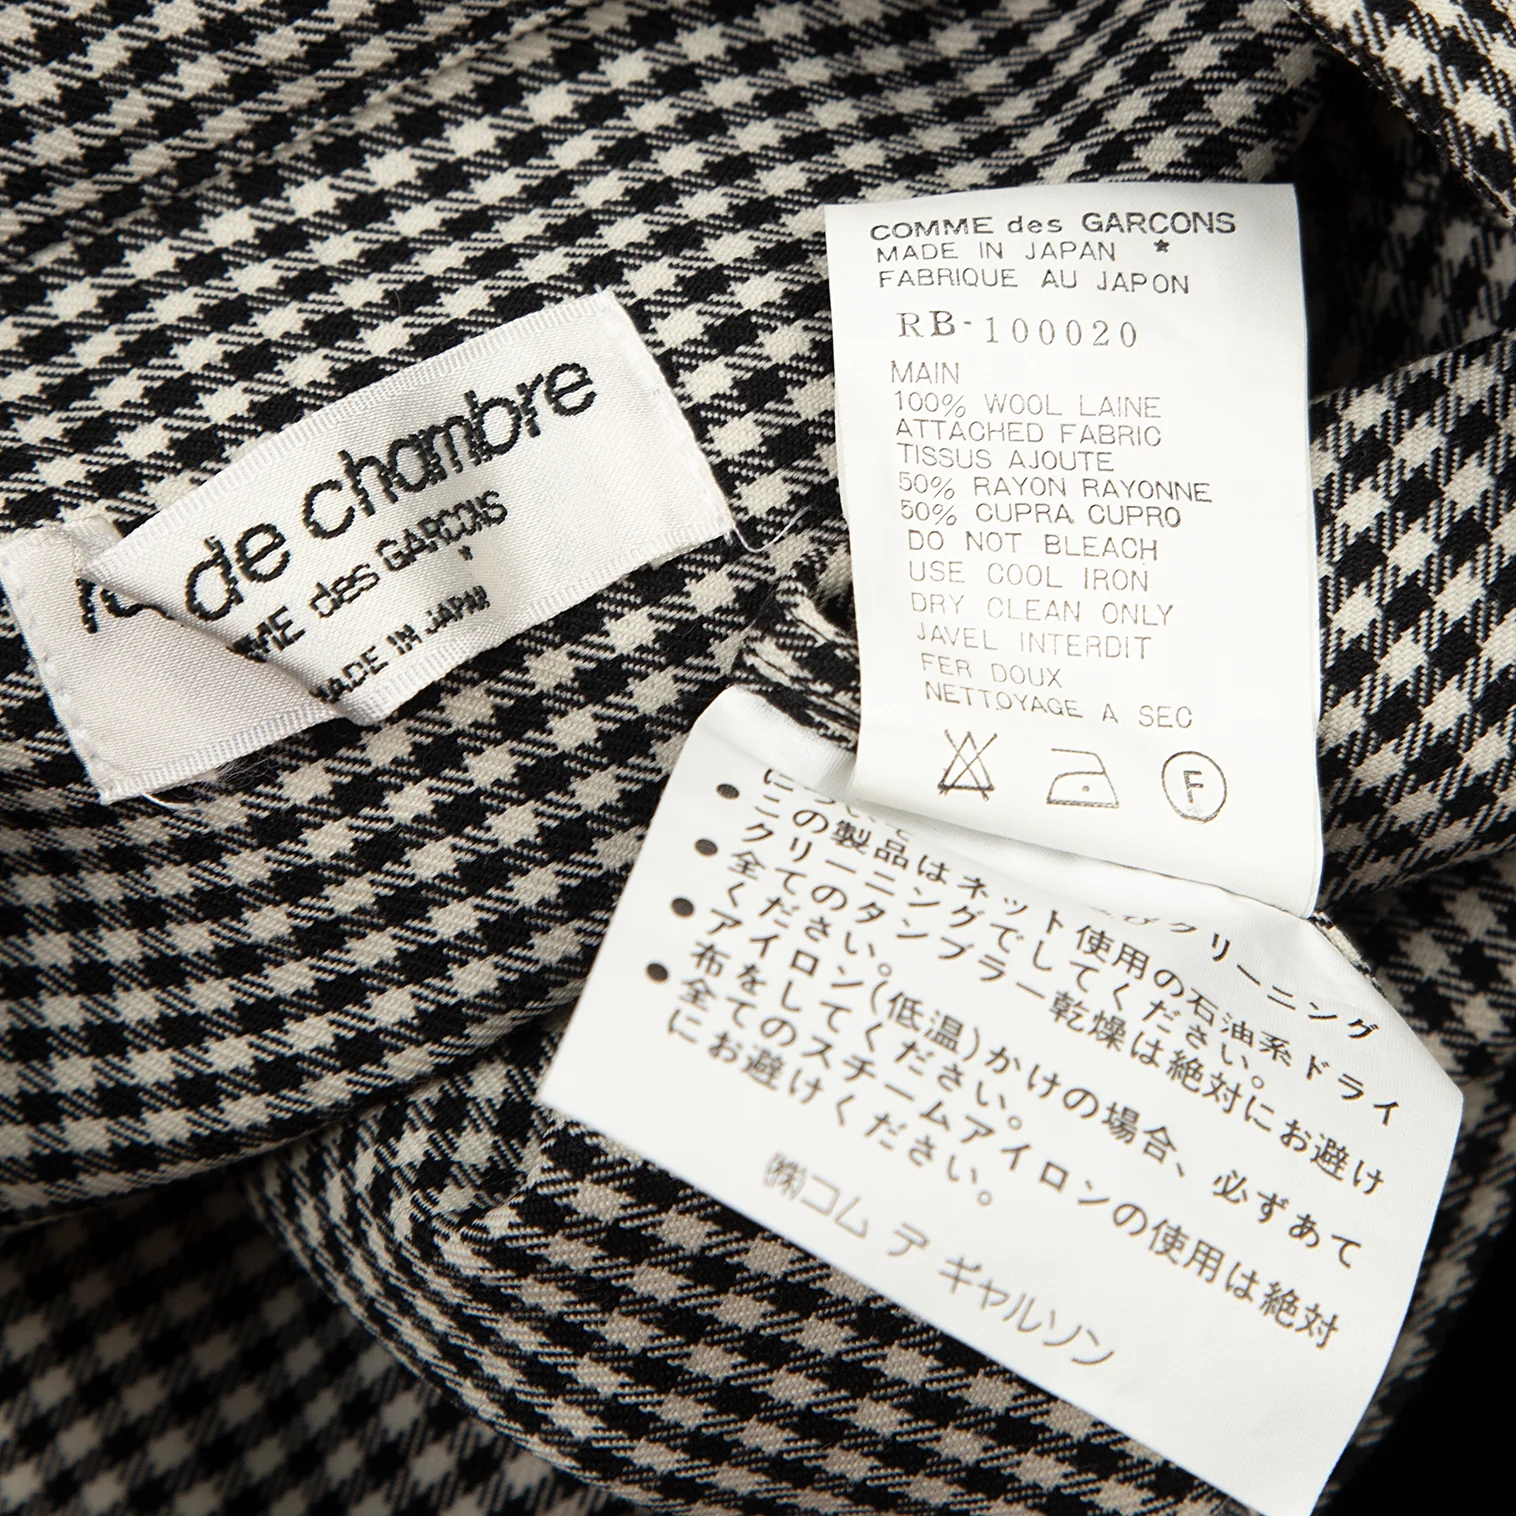 de chambre
des GARCONS
*
MADE IN JAPAN
COMME des GARCONS
MADE IN JAPAN *
FABRIQUE AU JAPON
RB-100020
MAIN
100% WOOL LAINE
ATTACHED FABRIC
TISSUS AJOUTE
50% RAYON RAYONNE
50% CUPRA CUPRO
DO NOT BLEACH
USE COOL IRON
DRY CLEAN ONLY
JAVEL INTERDIT
FER DOUX
NETTOYAGE A SEC
F
クリーニング
●この製品はネット使用の石油系ドライ
クリーニングでしてください。
●全てのタンブラー乾燥は絶対にお避け
ください。
●アイロン(低温)かけの場合、必ずあて
布をしてください。
●全てのスチームアイロンの使用は絶対
にお避けください。
㈱コム デ ギャルソン